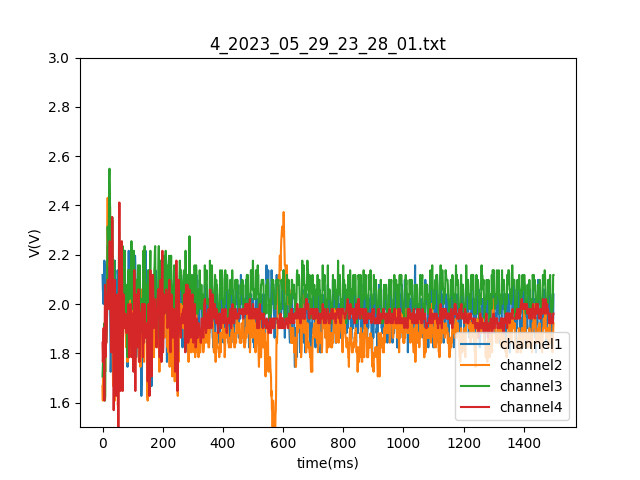 4_2023_05_29_23_28_01.txt
3.0
2.8
2.6
2.4
2.2
2.0
1.8
1.6
V(V)
0 200 400 600 800 1000 1200 1400
time(ms)
channel1
channel2
channel3
channel4